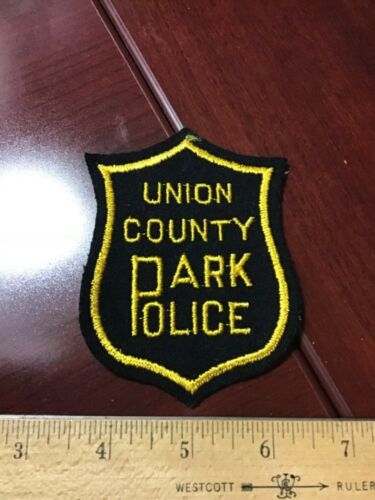 UNION
COUNTY
PARK
POLICE
3 4 5 6 7
WESTCOTT RULER